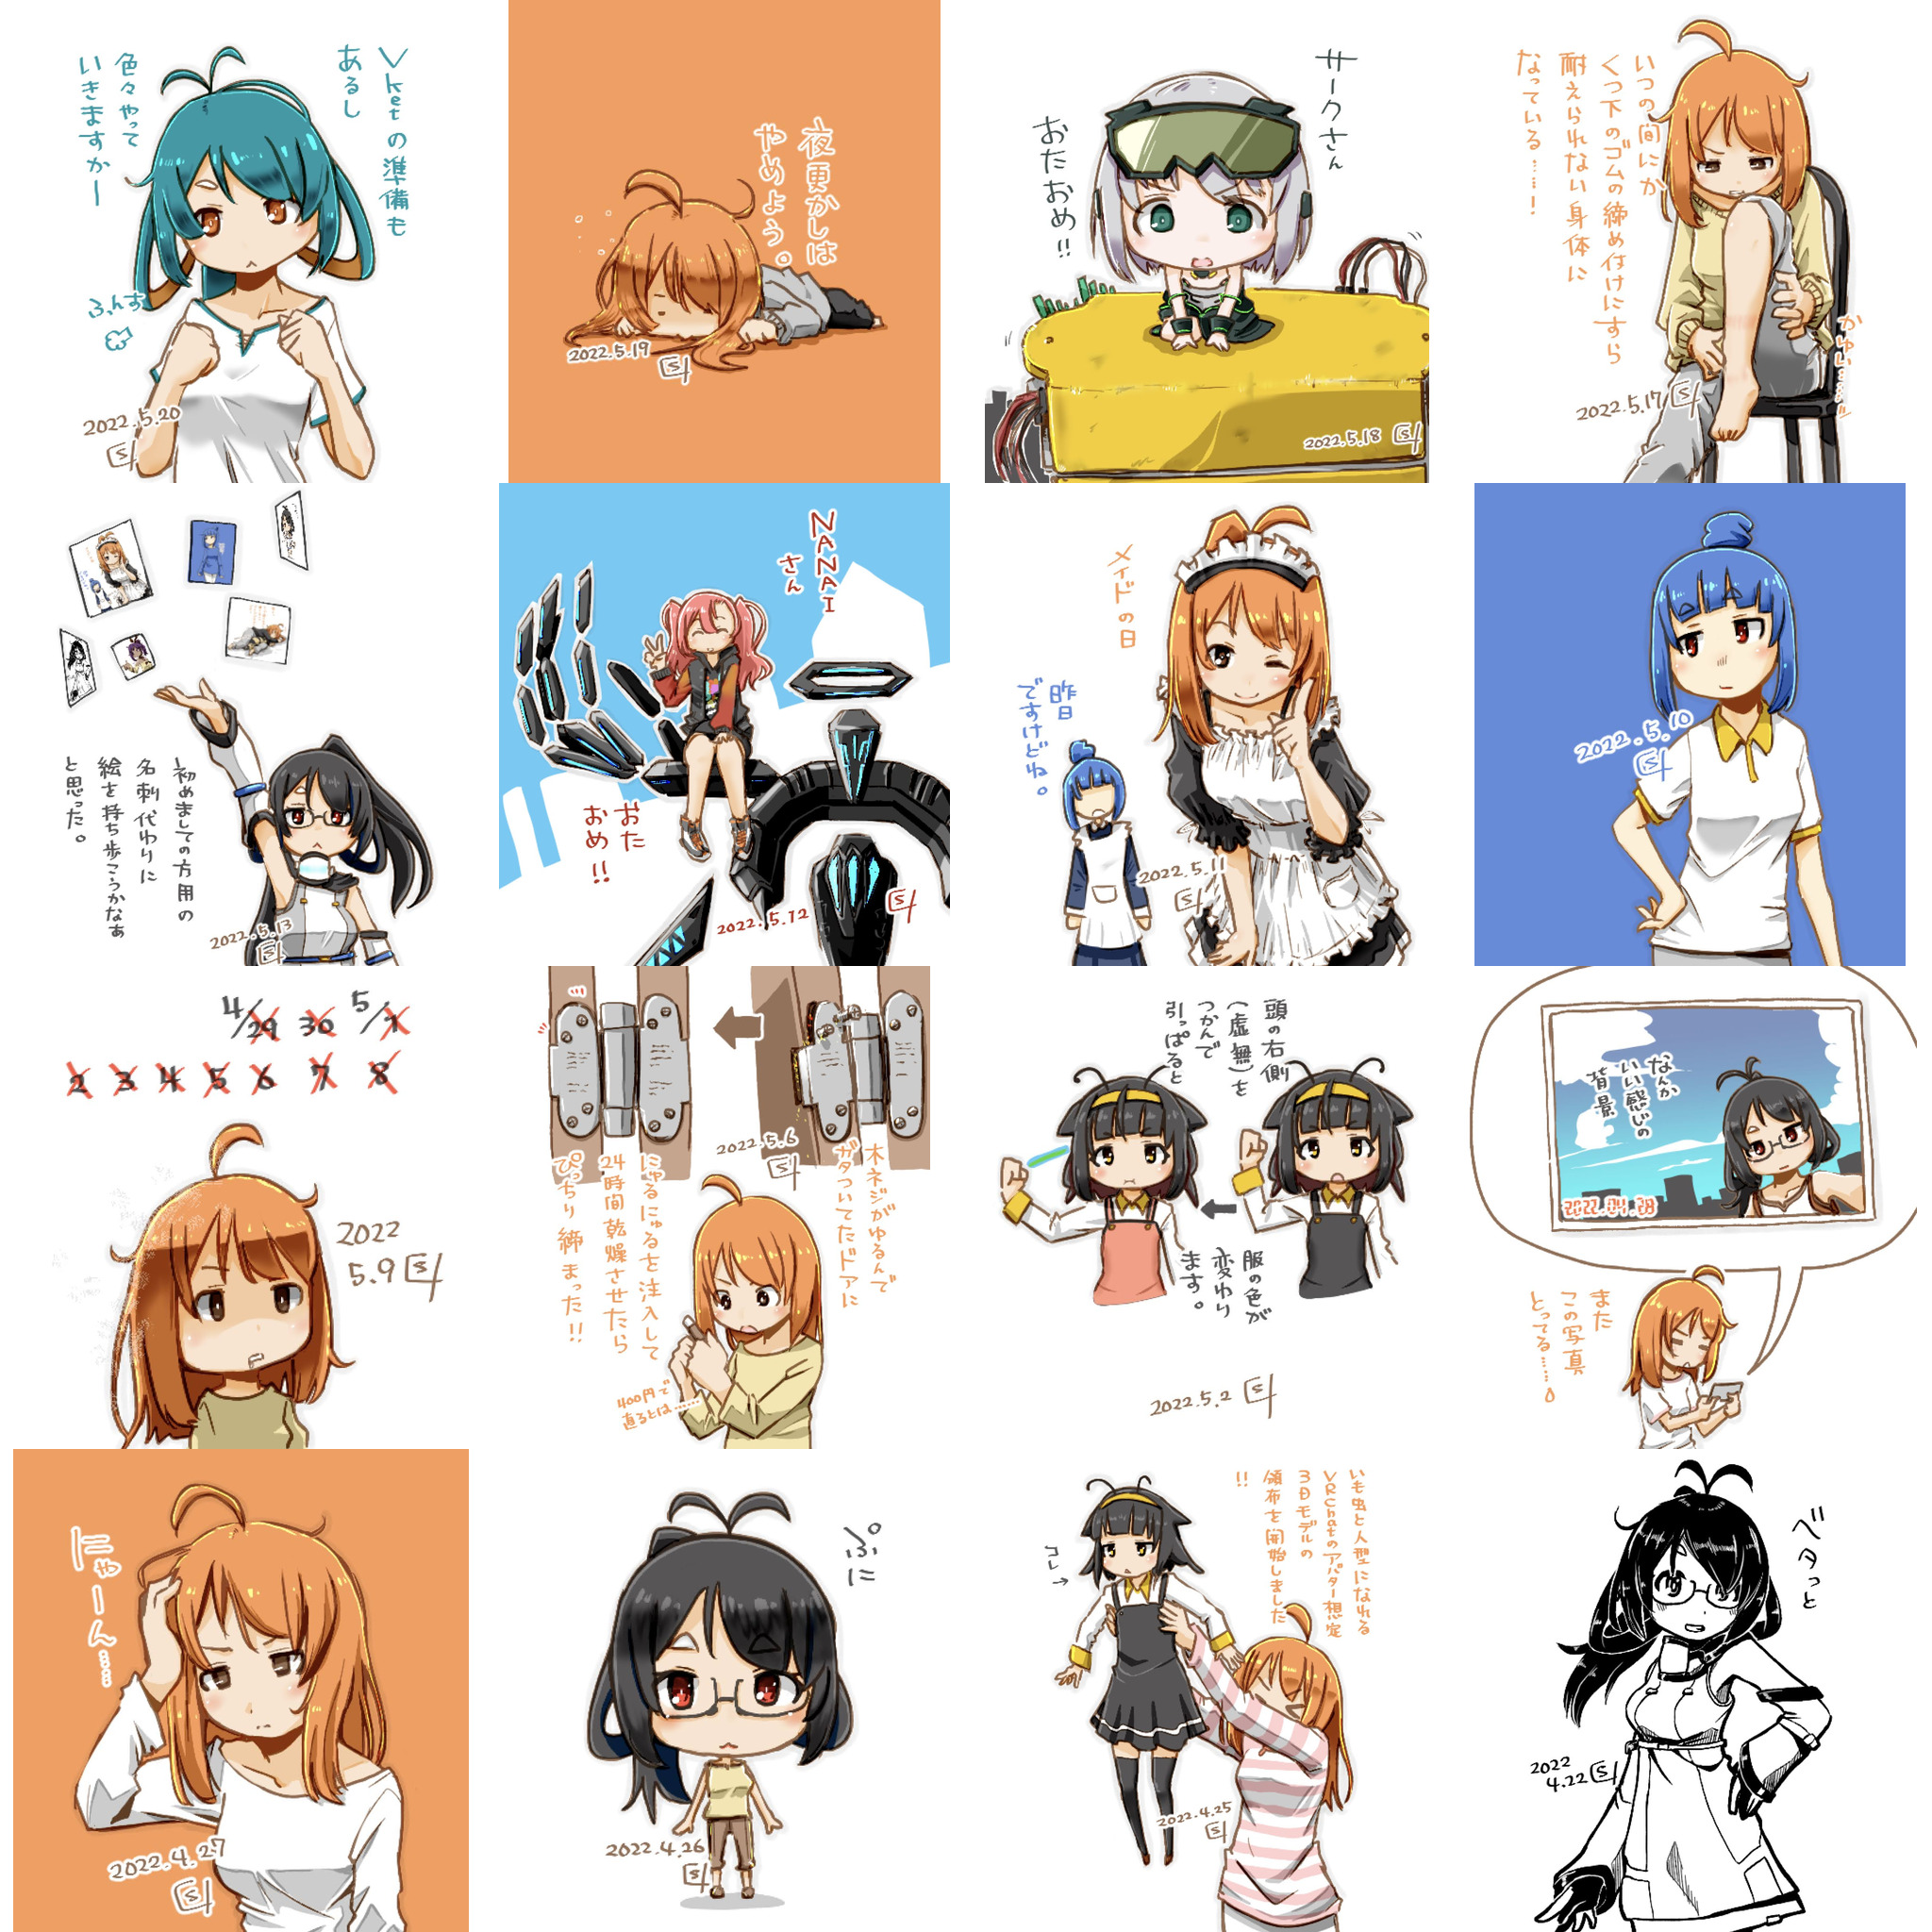 Vketの準備も
あるし
色々やって
いきますかー
ふんす
2022.5.20
夜更かしは
やめよう。
2022.5.19
サークさん
おたおめ!!
2022.5.18
いつの間にか
くつ下のゴムの締め付けにすら
耐えられない身体に
なっている……!
かゆい……
2022.5.17
初めましての方用の
名刺代わりに
絵を持ち歩こうかなぁ
と思った。
2022.5.13
NANAI
さん
おた
おめ!!
2022.5.12
メイドの日
昨日
ですけどね。
2022.5.11
2022.5.10
4/29 30 5/1
2 3 4 5 6 7 8
2022
5.9
2022.5.6
木ネジがゆるんで
ガタついてたドアに
にゅるにゅるを注入して
24時間乾燥させたら
ぴっちり締まった!!
400円で
直るとは……
頭の右側
(虚無)を
つかんで
引っぱると
服の色が
変わり
ます。
2022.5.2
なんか
いい感じの
背景
2022.04.28
また
この写真
とってる……
にゃーん……
2022.4.27
ぷに
2022.4.26
いも虫と人型になれる
VRChatのアバター想定
3Dモデルの
頒布を開始しました
!!
コレ→
2022.4.25
ベタっと
2022
4.22